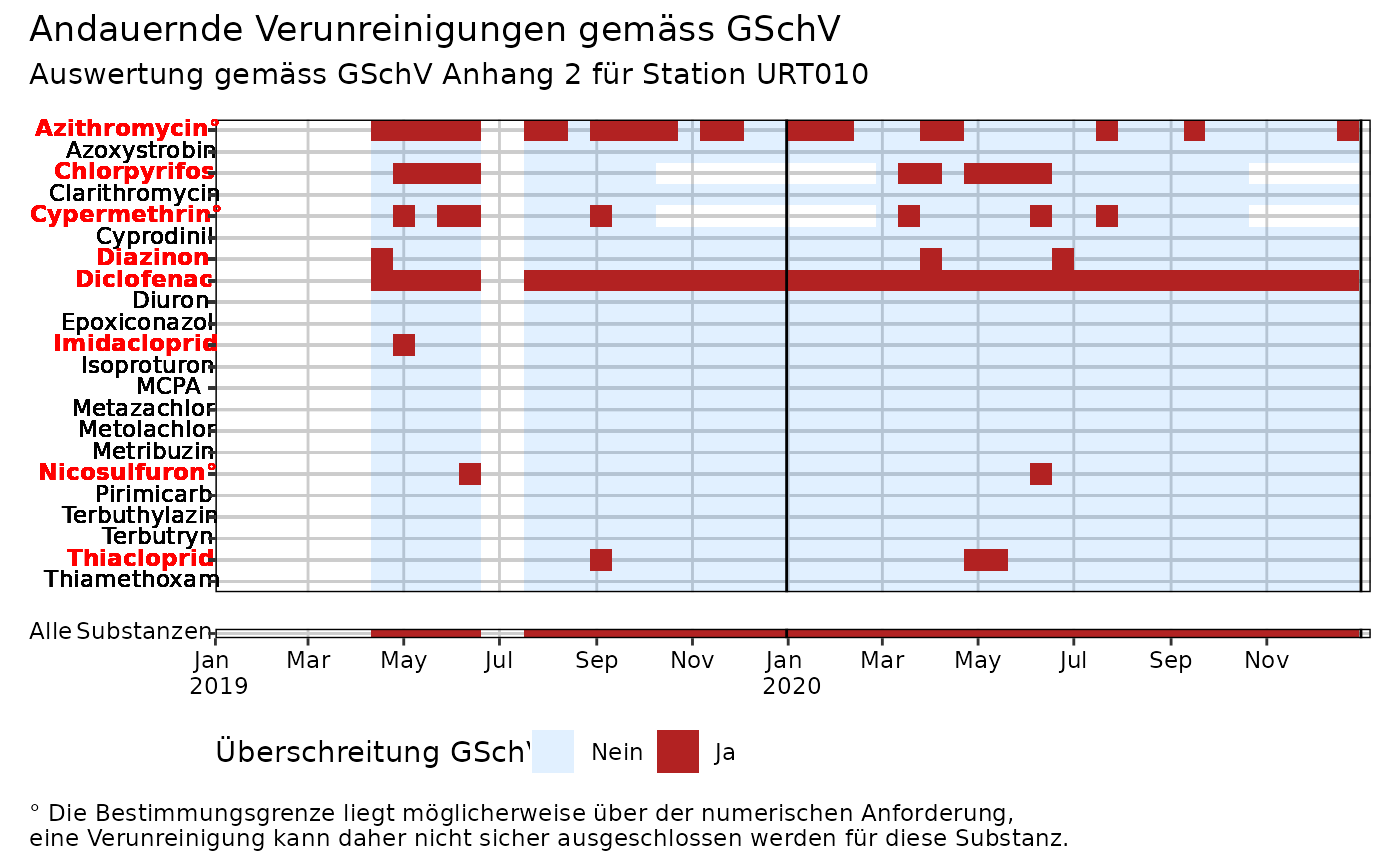 Andauernde Verunreinigungen gemäss GSchV
Auswertung gemäss GSchV Anhang 2 für Station URT010
Azithromycin°
Azoxystrobin
Chlorpyrifos
Clarithromycin
Cypermethrin°
Cyprodinil
Diazinon
Diclofenac
Diuron
Epoxiconazol
Imidacloprid
Isoproturon
MCPA
Metazachlor
Metolachlor
Metribuzin
Nicosulfuron°
Pirimicarb
Terbuthylazin
Terbutryn
Thiacloprid
Thiamethoxam
Alle Substanzen
Jan Mar May Jul Sep Nov Jan Mar May Jul Sep Nov
2019 2020
Überschreitung GSchV Nein Ja
° Die Bestimmungsgrenze liegt möglicherweise über der numerischen Anforderung,
eine Verunreinigung kann daher nicht sicher ausgeschlossen werden für diese Substanz.